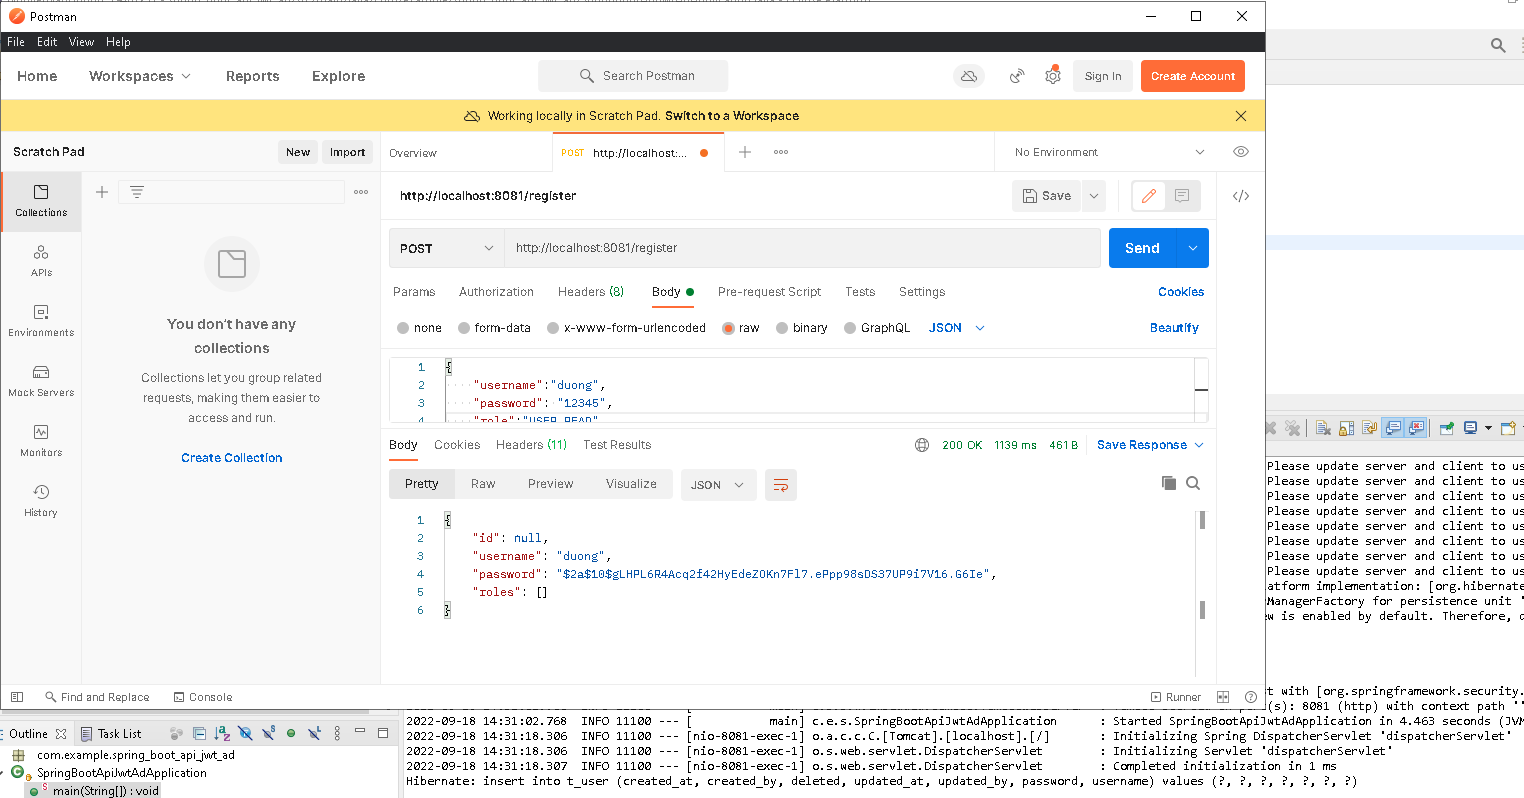 Postman
File Edit View Help
Home Workspaces Reports Explore Search Postman Sign In Create Account
Working locally in Scratch Pad. Switch to a Workspace
Scratch Pad New Import Overview POST http://localhost:... No Environment
http://localhost:8081/register Save
Collections
POST http://localhost:8081/register Send
APIs
Params Authorization Headers (8) Body Pre-request Script Tests Settings Cookies
Environments
You don't have any
collections
none form-data x-www-form-urlencoded raw binary GraphQL JSON Beautify
Collections let you group related
requests, making them easier to
access and run.
Create Collection
Mock Servers
Monitors
History
1 {
2 "username":"duong",
3 "password": "12345",
4 "role":"USER_READ"
Body Cookies Headers (11) Test Results 200 OK 1139 ms 461 B Save Response
Pretty Raw Preview Visualize JSON
1 {
2 "id": null,
3 "username": "duong",
4
5 "roles": []
6 }
Please update server and client to us
Please update server and client to us
Please update server and client to us
Please update server and client to us
Please update server and client to us
Please update server and client to us
Please update server and client to us
Please update server and client to us
atform implementation: [org.hibernate
ManagerFactory for persistence unit '
w is enabled by default. Therefore, d
Find and Replace Console Runner
t with [org.springframework.security.
(s): 8081 (http) with context path ''
Outline Task List
com.example.spring_boot_api_jwt_ad
SpringBootApiJwtAdApplication
main(String[]) : void
2022-09-18 14:31:02.768 INFO 11100 --- [ main] c.e.s.SpringBootApiJwtAdApplication : Started SpringBootApiJwtAdApplication in 4.463 seconds (JVM
2022-09-18 14:31:18.306 INFO 11100 --- [nio-8081-exec-1] o.a.c.c.C.[Tomcat].[localhost].[/] : Initializing Spring DispatcherServlet 'dispatcherServlet'
2022-09-18 14:31:18.306 INFO 11100 --- [nio-8081-exec-1] o.s.web.servlet.DispatcherServlet : Initializing Servlet 'dispatcherServlet'
2022-09-18 14:31:18.307 INFO 11100 --- [nio-8081-exec-1] o.s.web.servlet.DispatcherServlet : Completed initialization in 1 ms
Hibernate: insert into t_user (created_at, created_by, deleted, updated_at, updated_by, password, username) values (?, ?, ?, ?, ?, ?, ?)